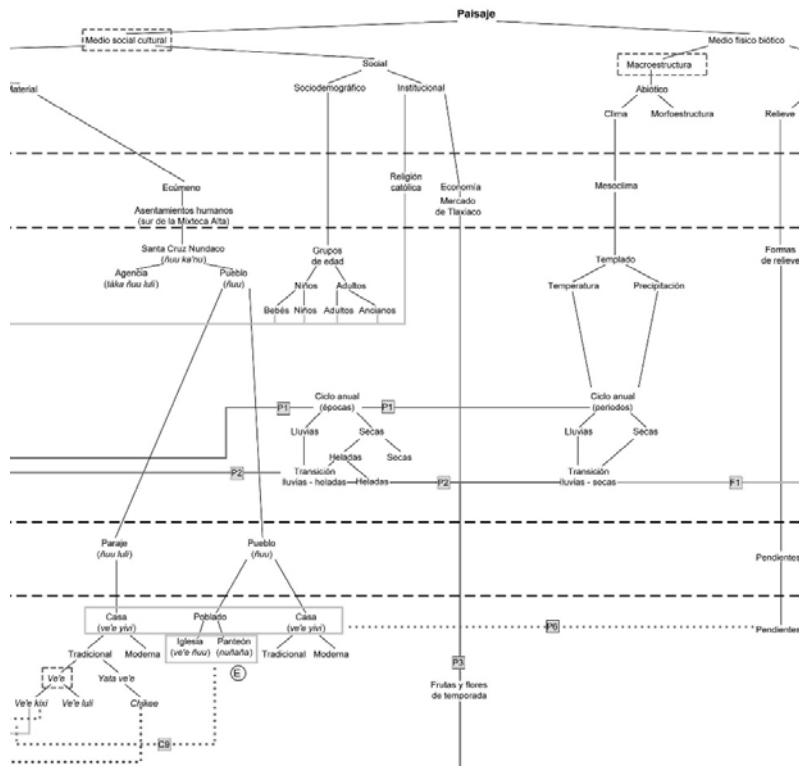 Paisaje
Medio social cultural
Medio físico biótico
Social
Macroestructura
Material
Sociodemográfico
Institucional
Abiótico
Clima
Morfoestructura
Relieve
Religión
católica
Ecúmeno
Economía
Mesoclima
Mercado
de Tlaxiaco
Asentamientos humanos
(sur de la Mixteca Alta)
Santa Cruz Nundaco
(ñuu ka'nu)
Grupos
de edad
Formas
de relieve
Templado
Agencia
(táka ñuu luli)
Pueblo
(ñuu)
Niños
Adultos
Temperatura
Precipitación
Bebés
Niños
Adultos
Ancianos
Ciclo anual
(épocas)
Ciclo anual
(periodos)
P1
P1
Lluvias
Secas
Lluvias
Secas
Heladas
Secas
P2
Transición
lluvias - heladas
Heladas
P2
Transición
lluvias - secas
F1
Paraje
(ñuu luli)
Pueblo
(ñuu)
Pendientes
Casa
(ve'e yivi)
Poblado
Casa
(ve'e yivi)
P6
Pendientes
Iglesia
(ve'e ñuu)
Panteón
(nuñaña)
Tradicional
Moderna
Tradicional
Moderna
P3
E
Ve'e
Yata ve'e
Frutas y flores
de temporada
Ve'e kixi
Ve'e luli
Chikee
C9